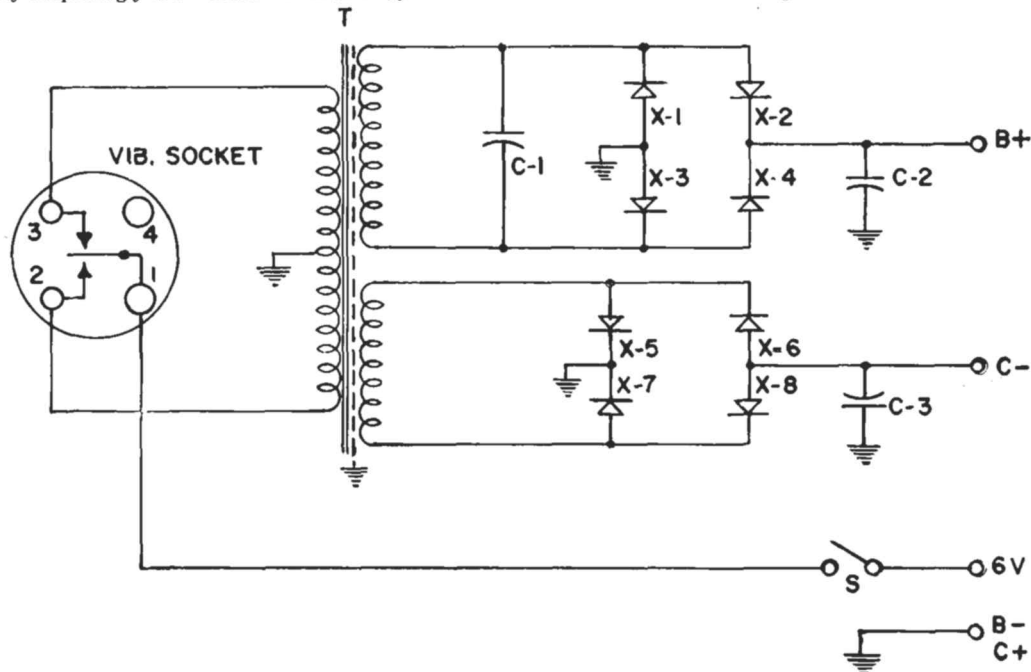 T
VIB. SOCKET
3
4
2
1
C-1
X-1
X-2
X-3
X-4
B+
C-2
X-5
X-6
X-7
X-8
C-
C-3
S
6V
B-
C+